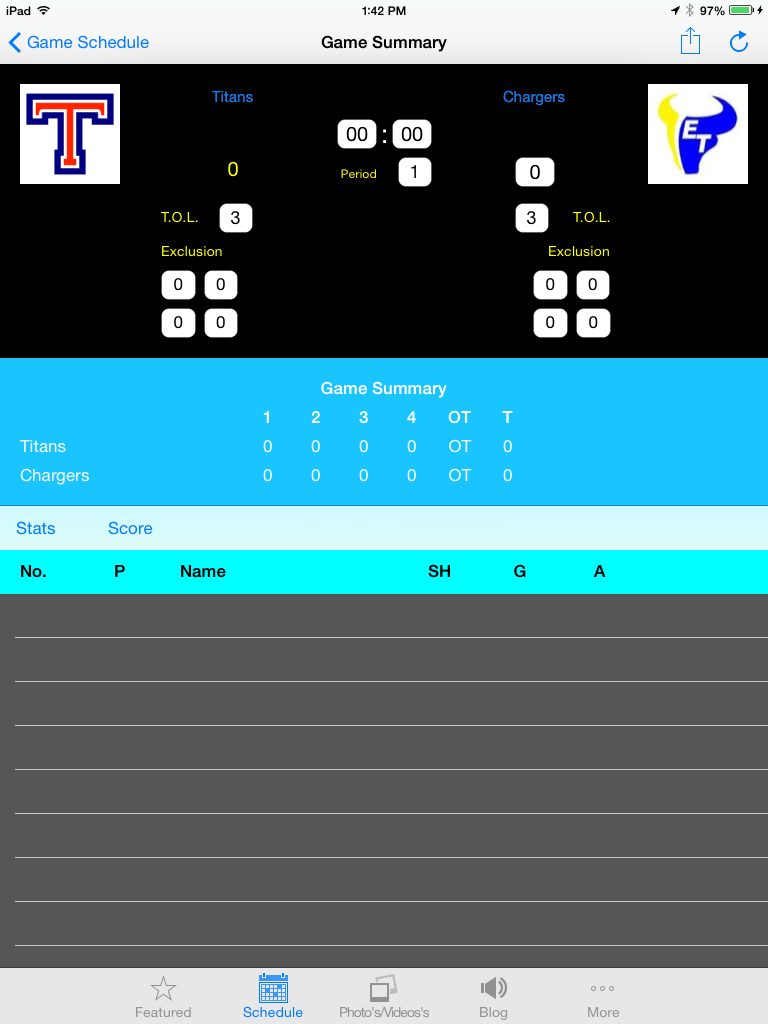 iPad 1:42 PM 97%
Game Schedule Game Summary
Titans Chargers
T ET
00 : 00
0 Period 1 0
T.O.L. 3 3 T.O.L.
Exclusion Exclusion
0 0 0 0
0 0 0 0
Game Summary
1 2 3 4 OT T
Titans 0 0 0 0 OT 0
Chargers 0 0 0 0 OT 0
Stats Score
No. P Name SH G A
Featured Schedule Photo's/Videos's Blog More